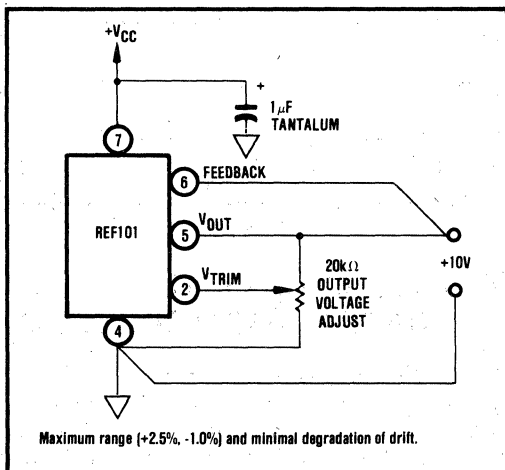 +VCC
+
1μF
TANTALUM
7
6 FEEDBACK
REF101
5 VOUT
20kΩ
+10V
2 VTRIM
OUTPUT
VOLTAGE
ADJUST
4
Maximum range (+2.5%, -1.0%) and minimal degradation of drift.